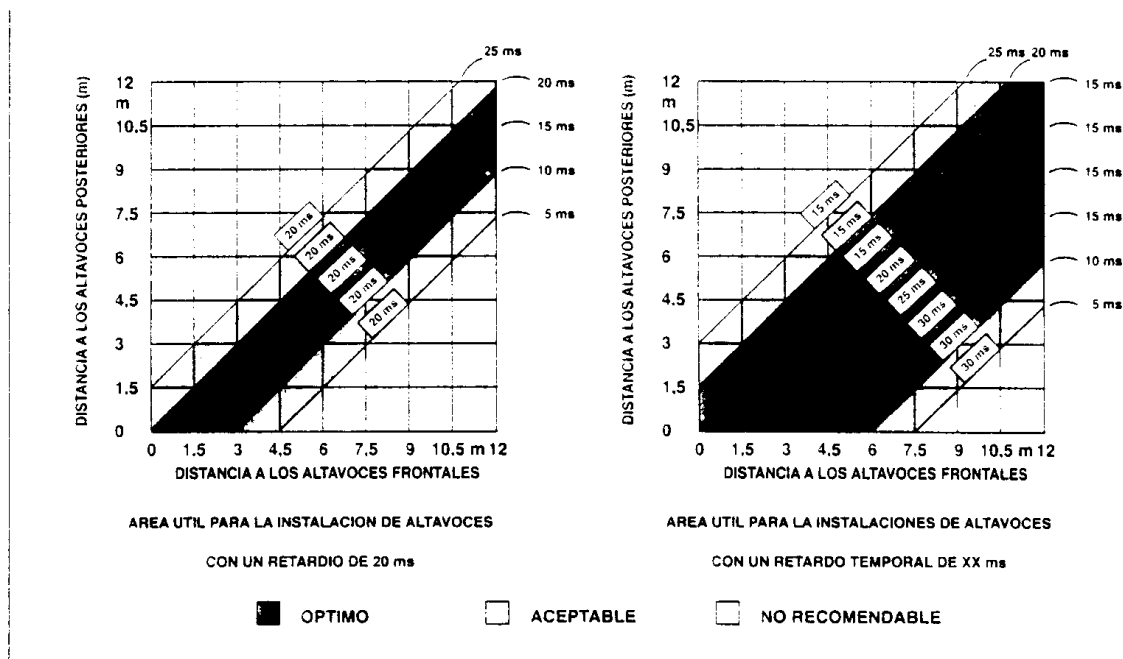 25 ms
DISTANCIA A LOS ALTAVOCES POSTERIORES (m)
12
m
10.5
9
7.5
6
4.5
3
1.5
0
20 ms
15 ms
10 ms
5 ms
20 ms
20 ms
20 ms
20 ms
20 ms
0 1,5 3 4,5 6 7,5 9 10,5 m 12
DISTANCIA A LOS ALTAVOCES FRONTALES
AREA UTIL PARA LA INSTALACION DE ALTAVOCES
CON UN RETARDIO DE 20 ms
25 ms 20 ms
DISTANCIA A LOS ALTAVOCES POSTERIORES (m)
12
m
10.5
9
7.5
6
4.5
3
1.5
0
15 ms
15 ms
15 ms
15 ms
10 ms
5 ms
15 ms
15 ms
15 ms
20 ms
25 ms
30 ms
30 ms
30 ms
0 1,5 3 4,5 6 7,5 9 10,5 m 12
DISTANCIA A LOS ALTAVOCES FRONTALES
AREA UTIL PARA LA INSTALACIONES DE ALTAVOCES
CON UN RETARDO TEMPORAL DE XX ms
OPTIMO ACEPTABLE NO RECOMENDABLE